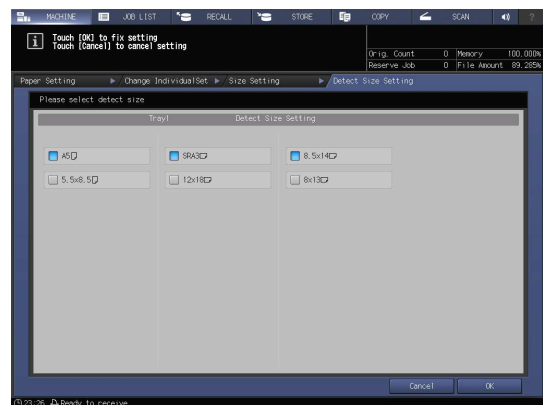 MACHINE JOB LIST RECALL STORE COPY SCAN ?
Touch [OK] to fix setting
Touch [Cancel] to cancel setting
Orig. Count 0 Memory 100.000%
Reserve Job 0 File Amount 89.285%
Paper Setting Change IndividualSet Size Setting Detect Size Setting
Please select detect size
Tray1 Detect Size Setting
A5 SRA3 8.5x14
5.5x8.5 12x18 8x13
Cancel OK
23:26 Ready to receive